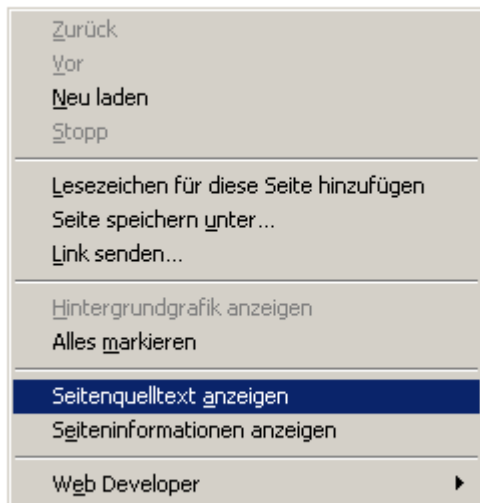 Zurück
Vor
Neu laden
Stopp
Lesezeichen für diese Seite hinzufügen
Seite speichern unter...
Link senden...
Hintergrundgrafik anzeigen
Alles markieren
Seitenquelltext anzeigen
Seiteninformationen anzeigen
Web Developer